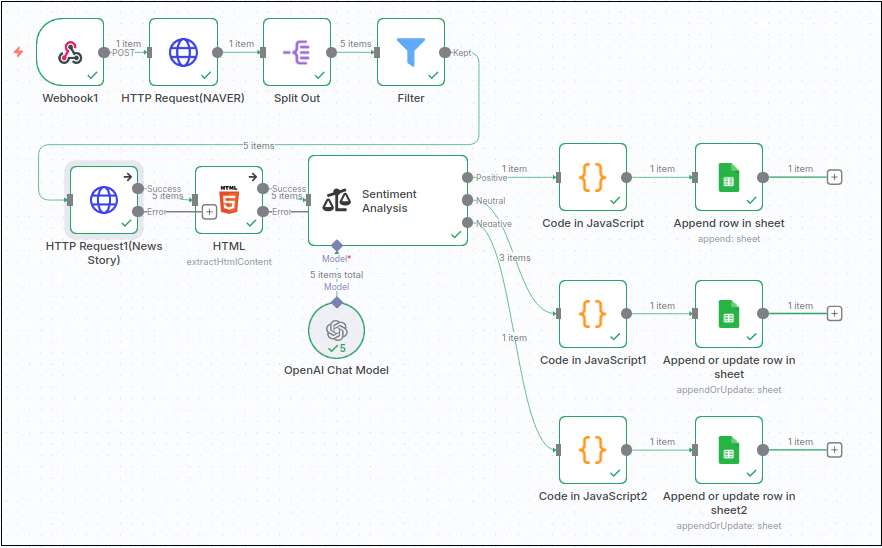 1 item
POST
1 item
5 items
Kept
Webhook1
HTTP Request(NAVER)
Split Out
Filter
5 items
Success
5 items
Error
HTML
Success
5 items
Error
Sentiment
Analysis
Positive
Neutral
Negative
1 item
1 item
1 item
HTTP Request1(News
Story)
HTML
extractHtmlContent
Code in JavaScript
Append row in sheet
append: sheet
Model*
5 items total
Model
3 items
1 item
1 item
1 item
5
OpenAI Chat Model
Code in JavaScript1
Append or update row in
sheet
appendOrUpdate: sheet
1 item
1 item
Code in JavaScript2
Append or update row in
sheet2
appendOrUpdate: sheet